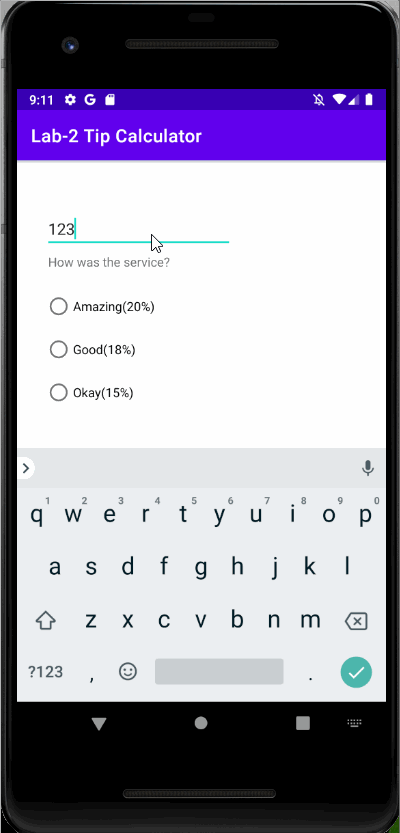 9:11 G
Lab-2 Tip Calculator
123
How was the service?
Amazing(20%)
Good(18%)
Okay(15%)
1 2 3 4 5 6 7 8 9 0
q w e r t y u i o p
a s d f g h j k l
z x c v b n m
?123 , .